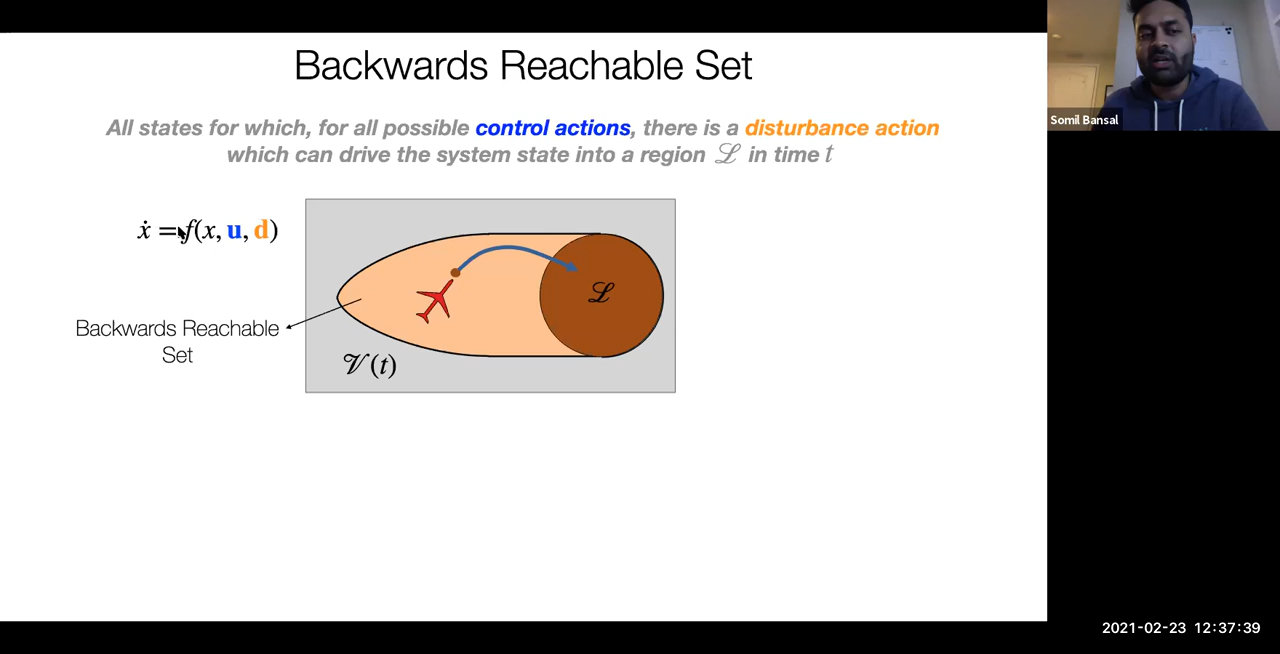 Backwards Reachable Set
All states for which, for all possible control actions, there is a disturbance action
which can drive the system state into a region ℒ in time t
ẋ = f(x, u, d)
ℒ
Backwards Reachable
Set
𝒱(t)
Somil Bansal
2021-02-23 12:37:39